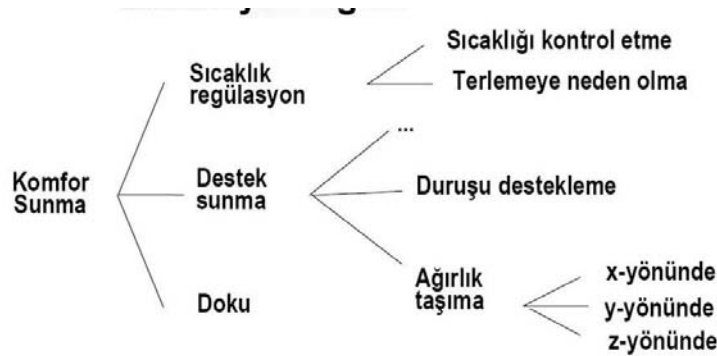 Sıcaklığı kontrol etme
Sıcaklık
regülasyon
Terlemeye neden olma
...
Komfor
Sunma
Destek
sunma
Duruşu destekleme
Ağırlık
taşıma
x-yönünde
y-yönünde
z-yönünde
Doku